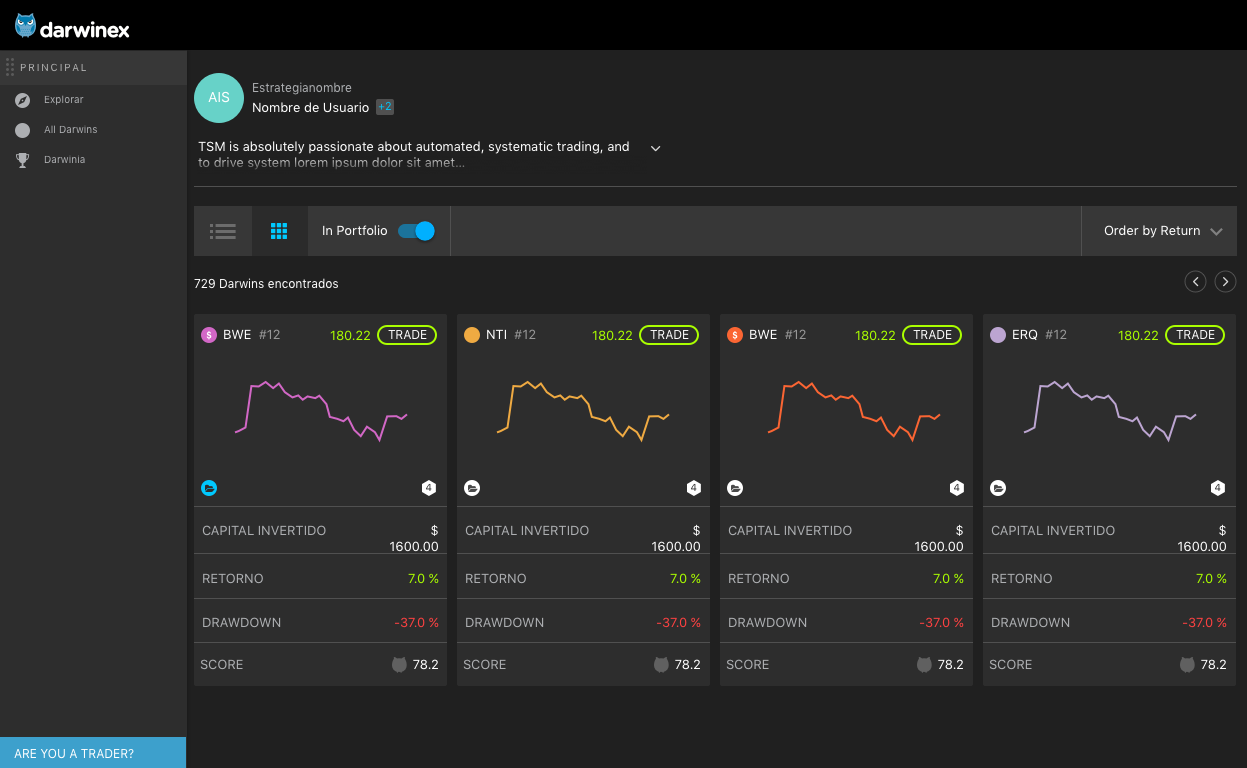 darwinex
PRINCIPAL
Explorar
All Darwins
Darwinia
ARE YOU A TRADER?
AIS
Estrategianombre
Nombre de Usuario +2
TSM is absolutely passionate about automated, systematic trading, and
to drive system lorem ipsum dolor sit amet...
In Portfolio
Order by Return
729 Darwins encontrados
$ BWE #12 180.22 TRADE
4
CAPITAL INVERTIDO $
1600.00
RETORNO 7.0 %
DRAWDOWN -37.0 %
SCORE 78.2
NTI #12 180.22 TRADE
4
CAPITAL INVERTIDO $
1600.00
RETORNO 7.0 %
DRAWDOWN -37.0 %
SCORE 78.2
$ BWE #12 180.22 TRADE
4
CAPITAL INVERTIDO $
1600.00
RETORNO 7.0 %
DRAWDOWN -37.0 %
SCORE 78.2
ERQ #12 180.22 TRADE
4
CAPITAL INVERTIDO $
1600.00
RETORNO 7.0 %
DRAWDOWN -37.0 %
SCORE 78.2